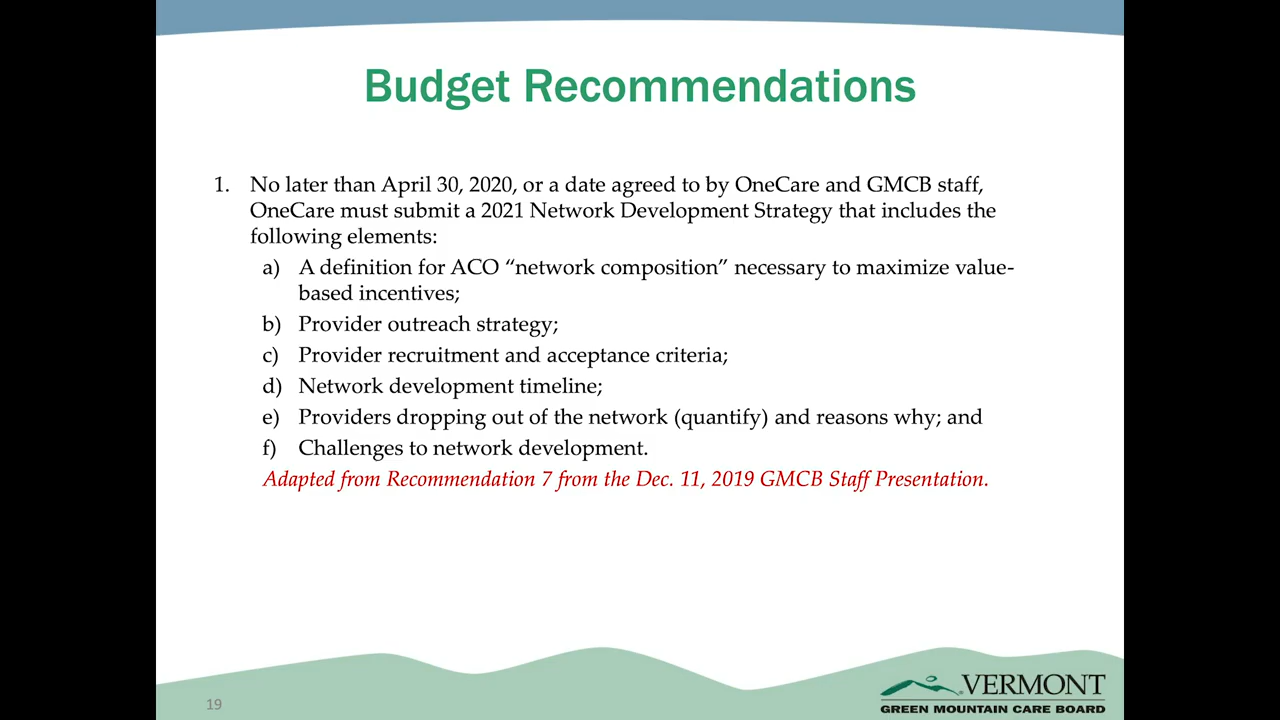 Budget Recommendations
1. No later than April 30, 2020, or a date agreed to by OneCare and GMCB staff,
OneCare must submit a 2021 Network Development Strategy that includes the
following elements:
a) A definition for ACO “network composition” necessary to maximize value-
based incentives;
b) Provider outreach strategy;
c) Provider recruitment and acceptance criteria;
d) Network development timeline;
e) Providers dropping out of the network (quantify) and reasons why; and
f) Challenges to network development.
Adapted from Recommendation 7 from the Dec. 11, 2019 GMCB Staff Presentation.
19
VERMONT
GREEN MOUNTAIN CARE BOARD